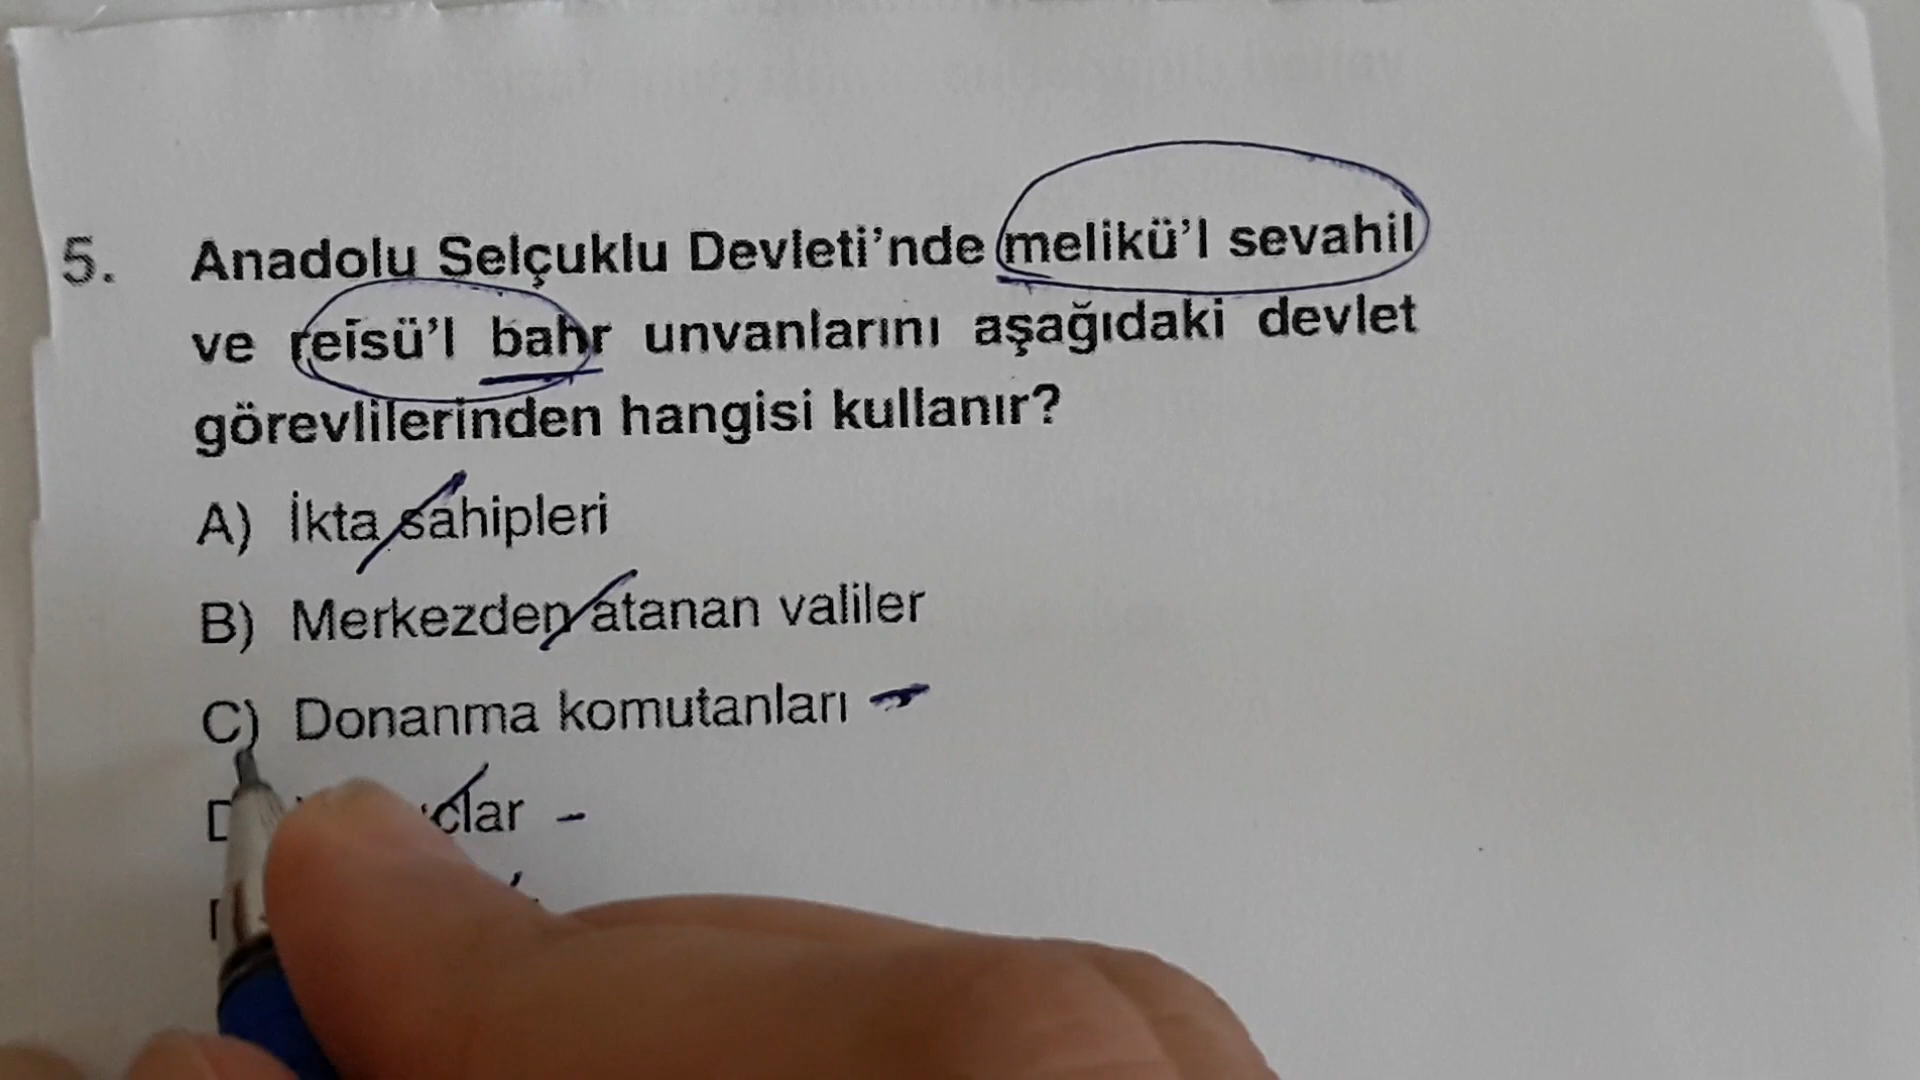 5. Anadolu Selçuklu Devleti’nde melikü’l sevahil
ve reisü’l bahr unvanlarını aşağıdaki devlet
görevlilerinden hangisi kullanır?
A) İkta sahipleri
B) Merkezden atanan valiler
C) Donanma komutanları